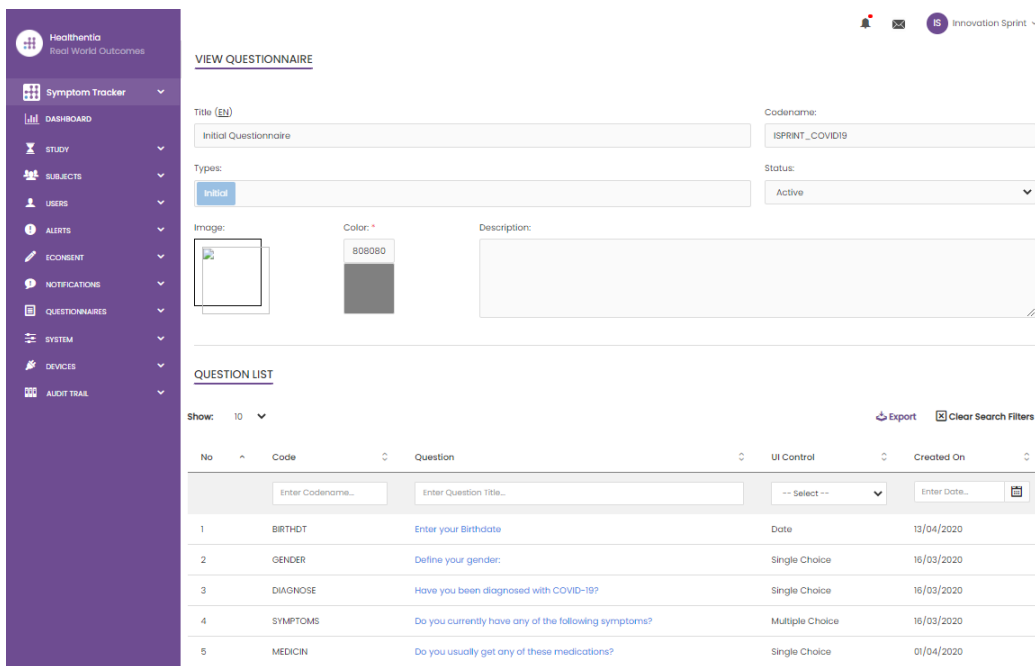 Healthentia
Real World Outcomes
IS Innovation Sprint
Symptom Tracker
DASHBOARD
STUDY
SUBJECTS
USERS
ALERTS
ECONSENT
NOTIFICATIONS
QUESTIONNAIRES
SYSTEM
DEVICES
AUDIT TRAIL
VIEW QUESTIONNAIRE
Title (EN) Codename:
Initial Questionnaire ISPRINT_COVID19
Types: Status:
Initial Active
Image: Color: * Description:
808080
QUESTION LIST
Show: 10 Export Clear Search Filters
No Code Question UI Control Created On
Enter Codename... Enter Question Title... -- Select -- Enter Date...
1 BIRTHDT Enter your Birthdate Date 13/04/2020
2 GENDER Define your gender: Single Choice 16/03/2020
3 DIAGNOSE Have you been diagnosed with COVID-19? Single Choice 16/03/2020
4 SYMPTOMS Do you currently have any of the following symptoms? Multiple Choice 16/03/2020
5 MEDICIN Do you usually get any of these medications? Single Choice 01/04/2020